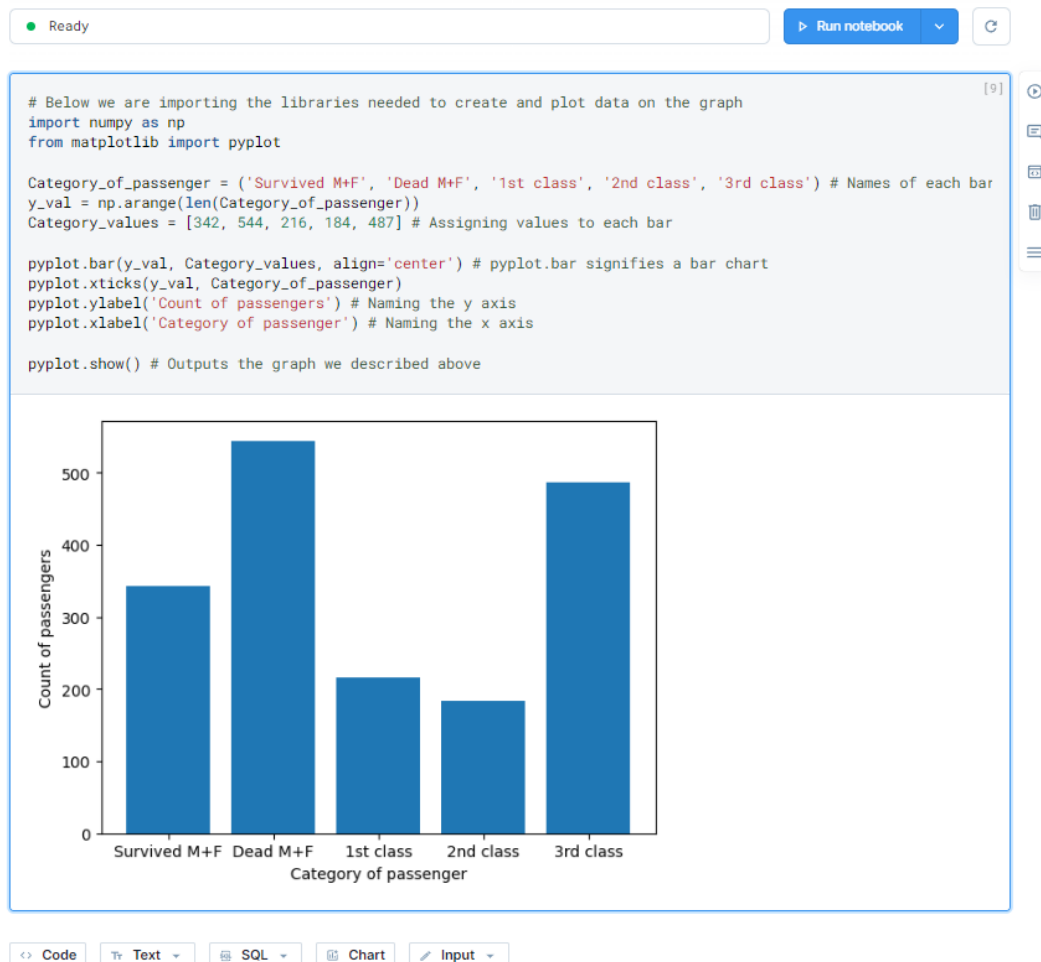 Ready
Run notebook
[9]
# Below we are importing the libraries needed to create and plot data on the graph
import numpy as np
from matplotlib import pyplot
Category_of_passenger = ('Survived M+F', 'Dead M+F', '1st class', '2nd class', '3rd class') # Names of each bar
y_val = np.arange(len(Category_of_passenger))
Category_values = [342, 544, 216, 184, 487] # Assigning values to each bar
pyplot.bar(y_val, Category_values, align='center') # pyplot.bar signifies a bar chart
pyplot.xticks(y_val, Category_of_passenger)
pyplot.ylabel('Count of passengers') # Naming the y axis
pyplot.xlabel('Category of passenger') # Naming the x axis
pyplot.show() # Outputs the graph we described above
500
400
300
200
100
0
Count of passengers
Survived M+F Dead M+F 1st class 2nd class 3rd class
Category of passenger
Code Text SQL Chart Input